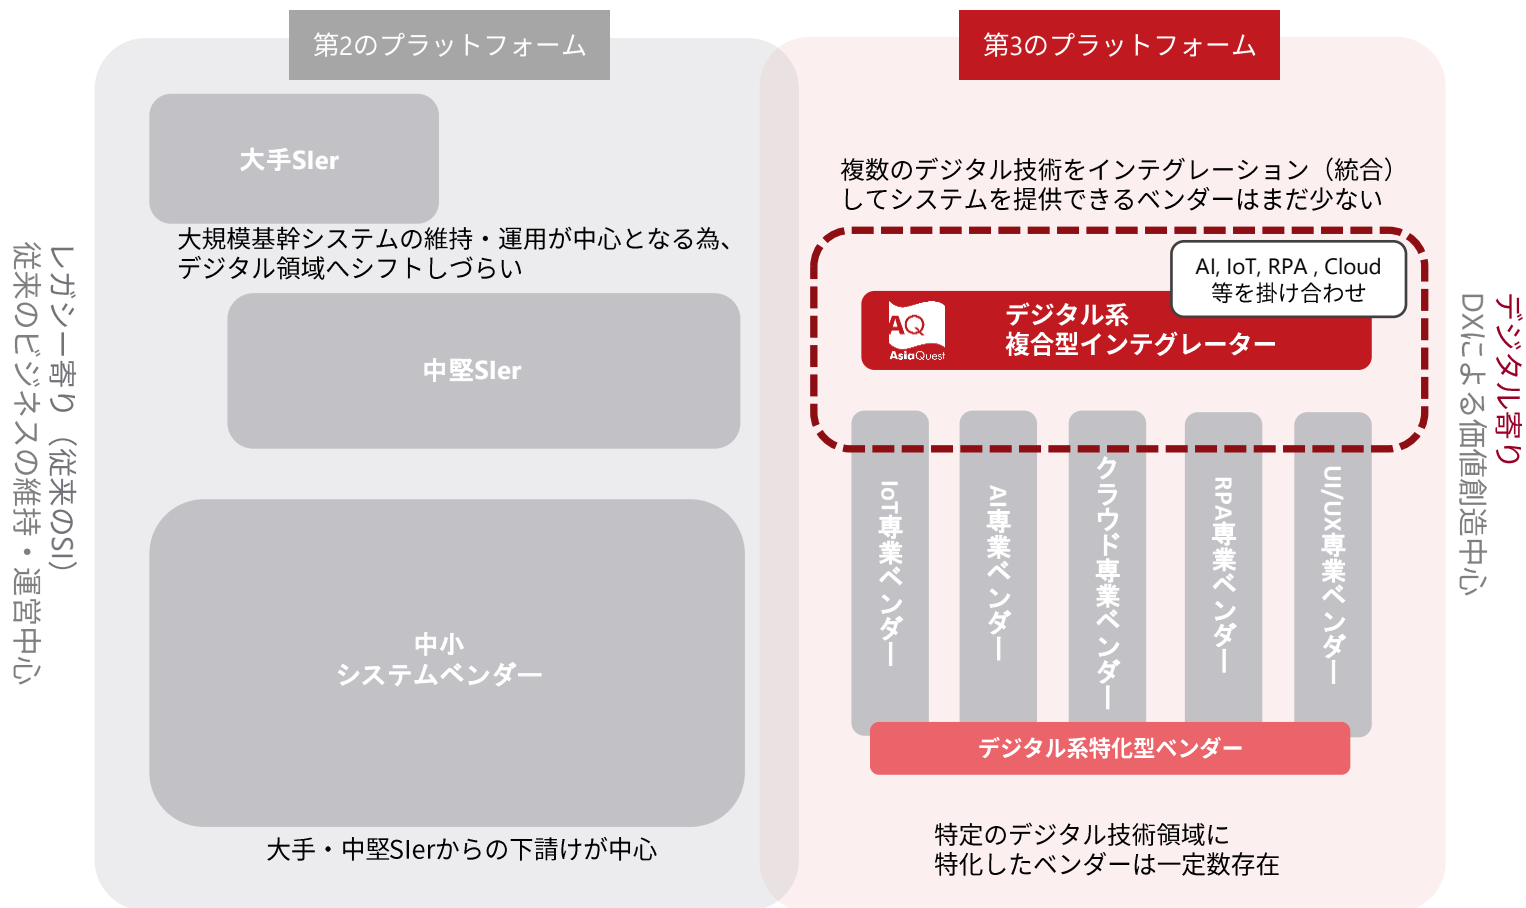 第2のプラットフォーム
第3のプラットフォーム
レガシー寄り（従来のSI）
従来のビジネスの維持・運営中心
大手SIer
大規模基幹システムの維持・運用が中心となる為、
デジタル領域へシフトしづらい
中堅SIer
中小
システムベンダー
大手・中堅SIerからの下請けが中心
複数のデジタル技術をインテグレーション（統合）
してシステムを提供できるベンダーはまだ少ない
AI, IoT, RPA , Cloud
等を掛け合わせ
AQ
AsiaQuest
デジタル系
複合型インテグレーター
IoT専業ベンダー
AI専業ベンダー
クラウド専業ベンダー
RPA専業ベンダー
UI/UX専業ベンダー
デジタル系特化型ベンダー
特定のデジタル技術領域に
特化したベンダーは一定数存在
デジタル寄り
DXによる価値創造中心